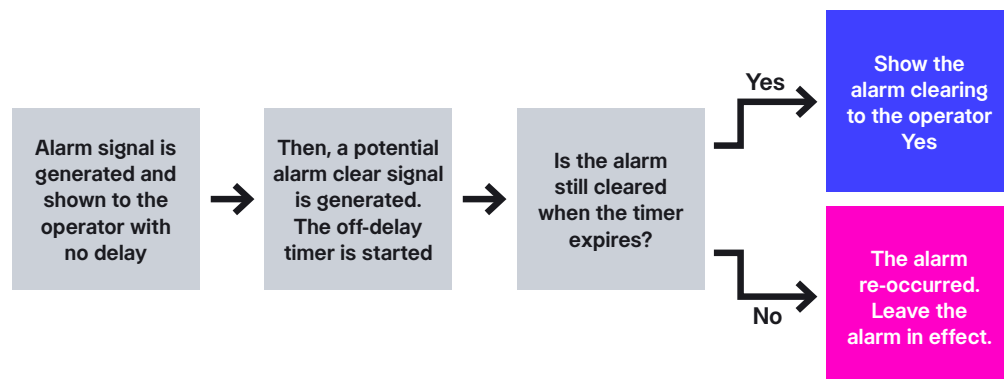 Alarm signal is
generated and
shown to the
operator with
no delay
Then, a potential
alarm clear signal
is generated.
The off-delay
timer is started
Is the alarm
still cleared
when the timer
expires?
Yes
Show the
alarm clearing
to the operator
Yes
No
The alarm
re-occurred.
Leave the
alarm in effect.